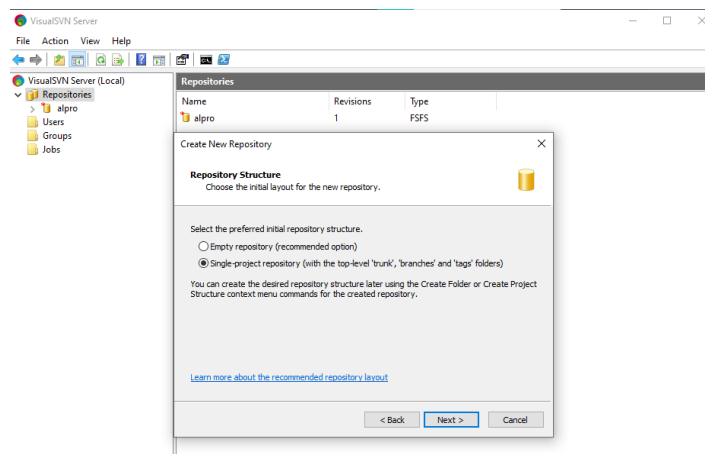 VisualSVN Server
File Action View Help
VisualSVN Server (Local)
Repositories
alpro
Users
Groups
Jobs
Repositories
Name Revisions Type
alpro 1 FSFS
Create New Repository
Repository Structure
Choose the initial layout for the new repository.
Select the preferred initial repository structure.
Empty repository (recommended option)
Single-project repository (with the top-level 'trunk', 'branches' and 'tags' folders)
You can create the desired repository structure later using the Create Folder or Create Project
Structure context menu commands for the created repository.
Learn more about the recommended repository layout
< Back Next > Cancel